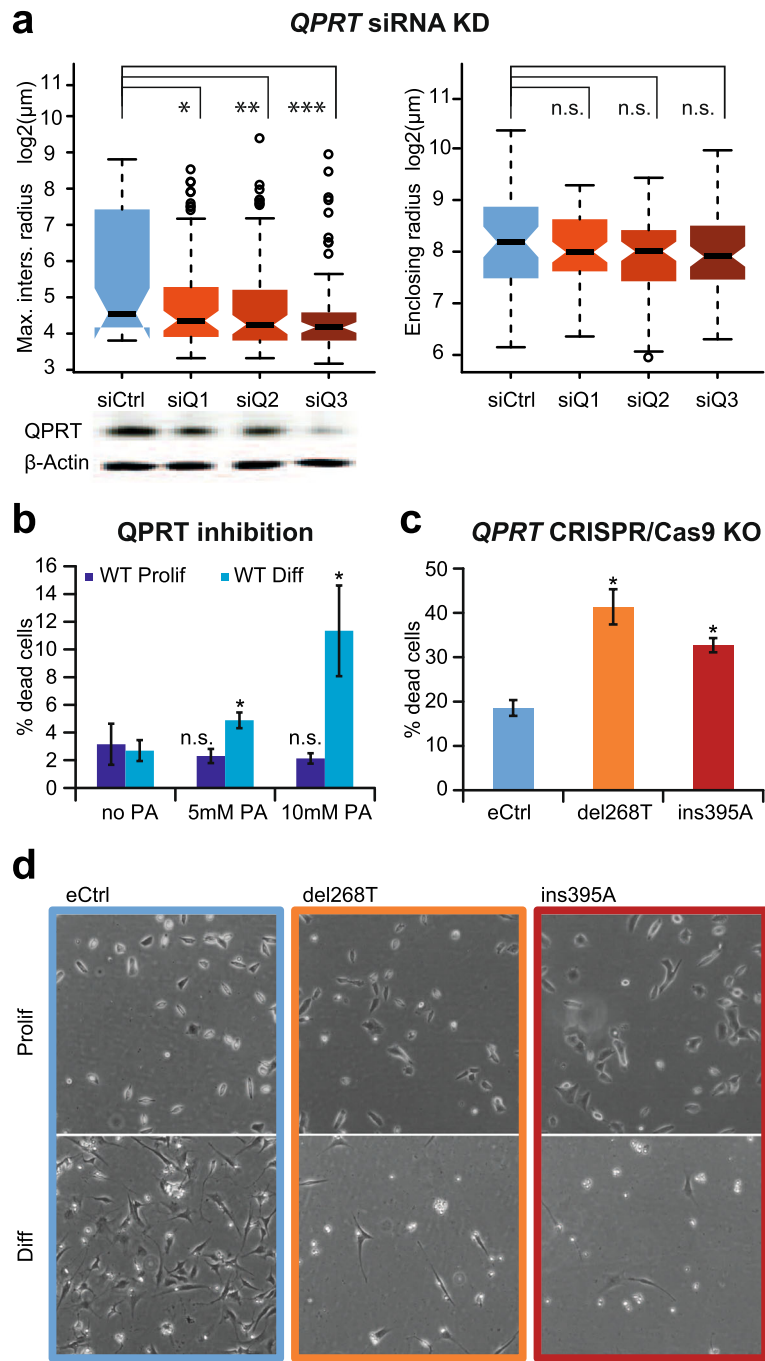 a
QPRT siRNA KD
Max. inters. radius log2(µm)
11
10
9
8
7
6
5
4
3
* ** ***
siCtrl siQ1 siQ2 siQ3
QPRT
β-Actin
Enclosing radius log2(µm)
11
10
9
8
7
6
n.s. n.s. n.s.
siCtrl siQ1 siQ2 siQ3
b
QPRT inhibition
% dead cells
16
14
12
10
8
6
4
2
0
WT Prolif WT Diff
n.s. * n.s. *
no PA 5mM PA 10mM PA
c
QPRT CRISPR/Cas9 KO
% dead cells
50
40
30
20
10
0
* *
eCtrl del268T ins395A
d
eCtrl del268T ins395A
Prolif
Diff